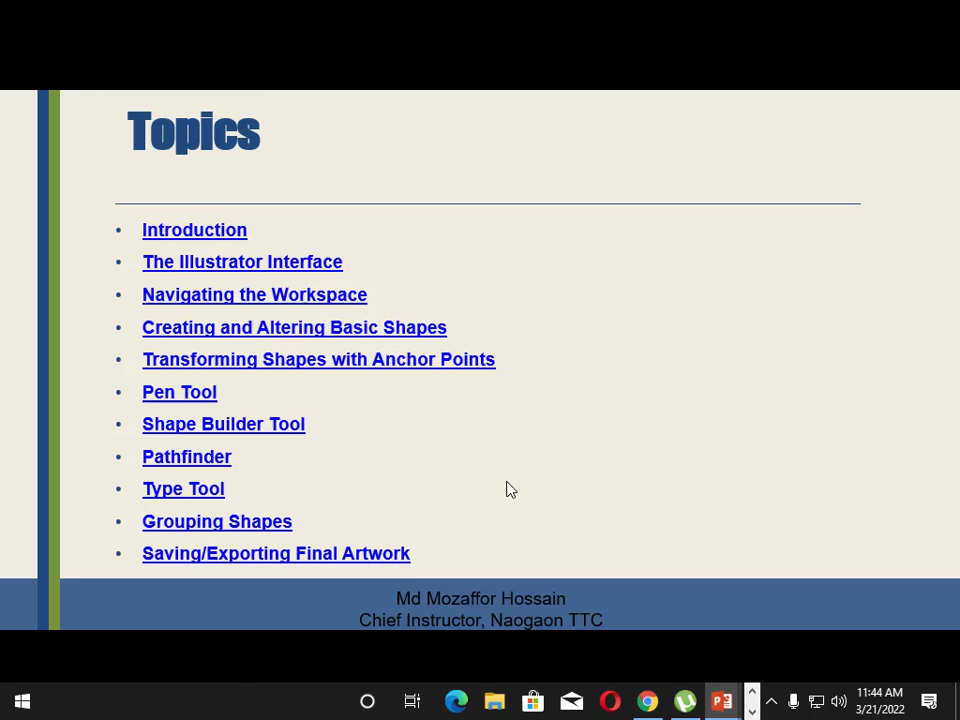 Topics
• Introduction
• The Illustrator Interface
• Navigating the Workspace
• Creating and Altering Basic Shapes
• Transforming Shapes with Anchor Points
• Pen Tool
• Shape Builder Tool
• Pathfinder
• Type Tool
• Grouping Shapes
• Saving/Exporting Final Artwork
Md Mozaffor Hossain
Chief Instructor, Naogaon TTC
11:44 AM
3/21/2022